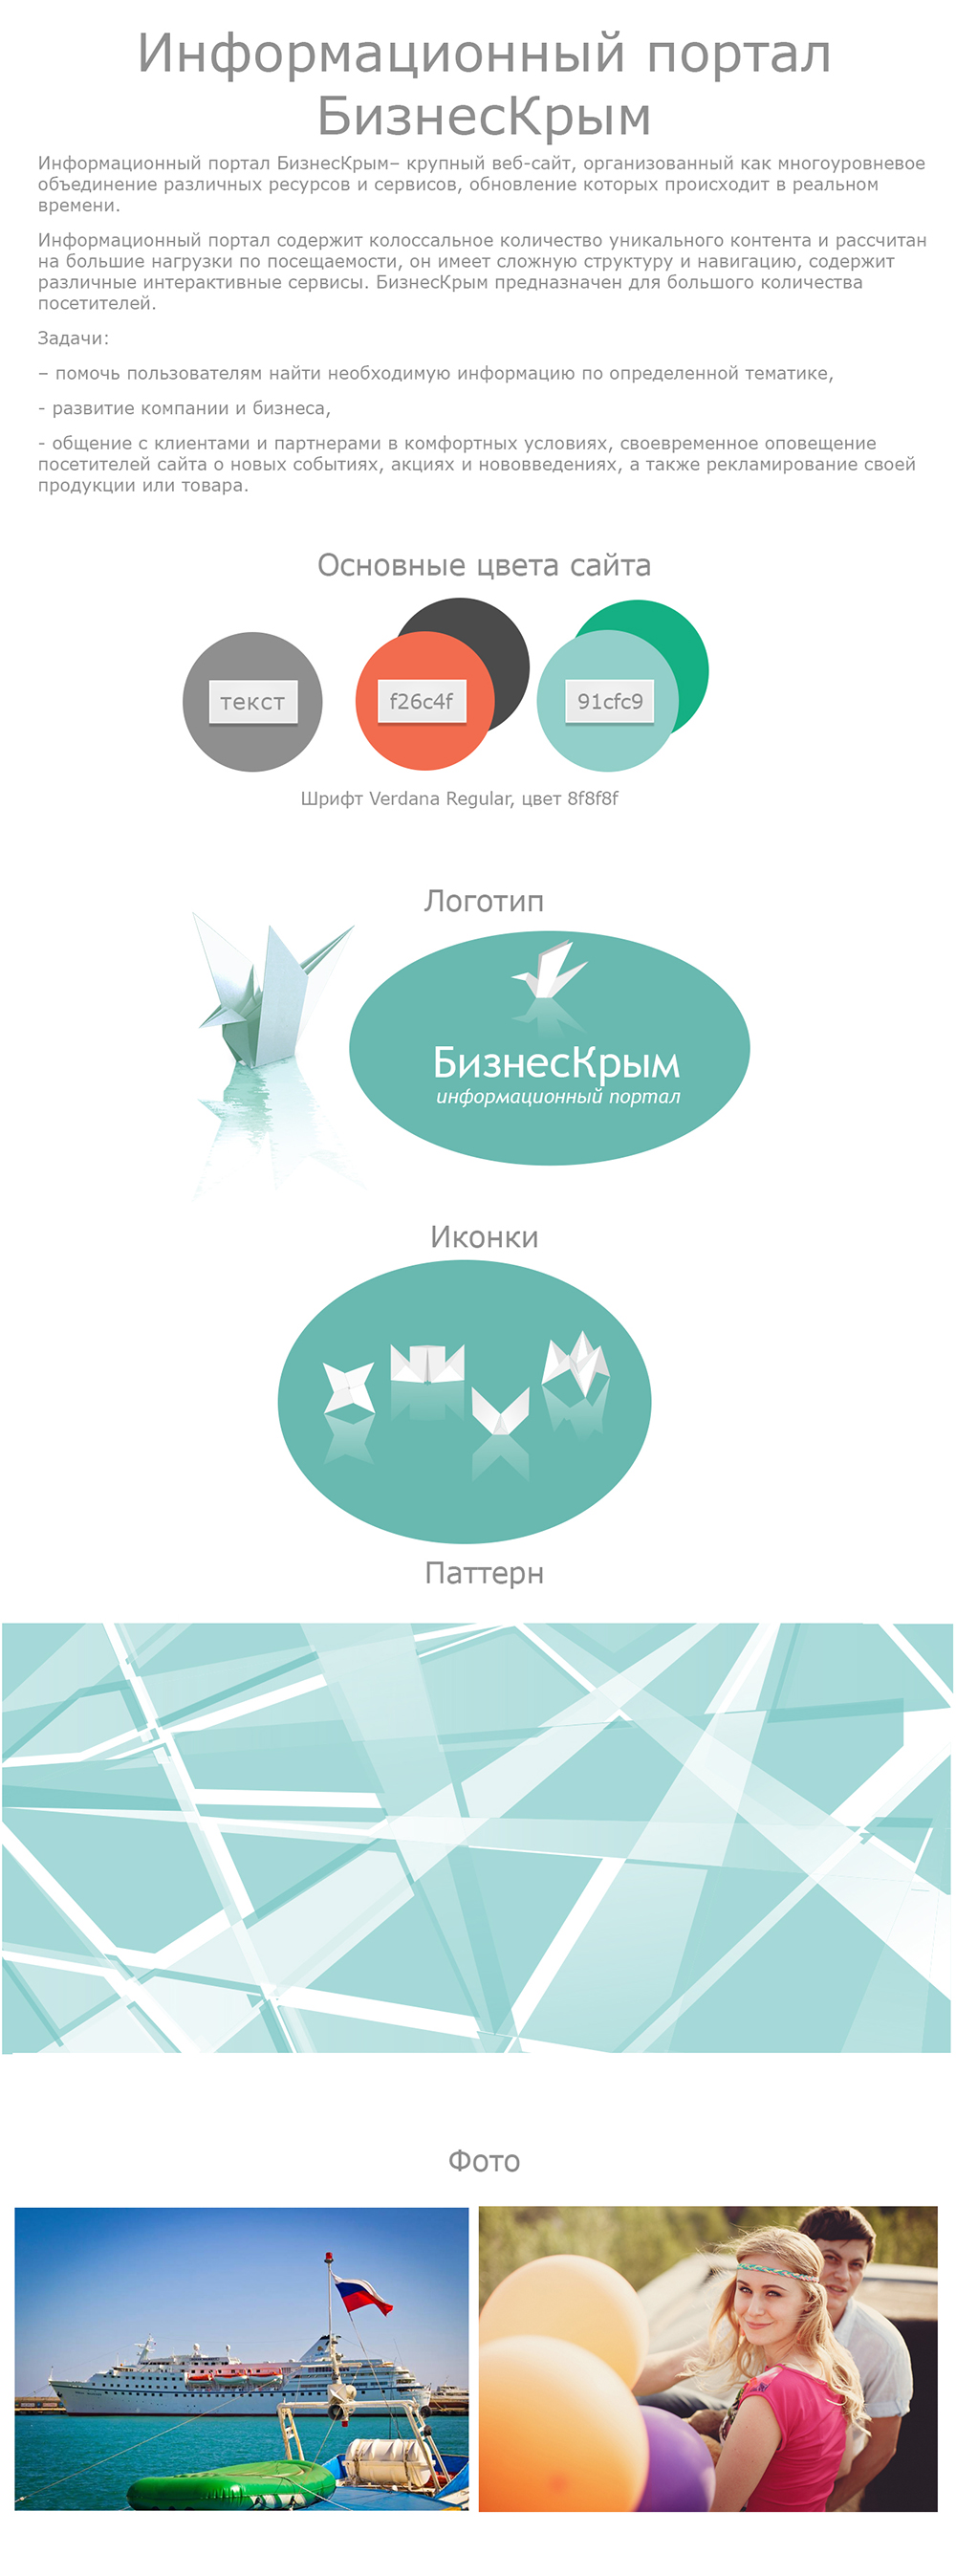 Информационный портал
БизнесКрым
Информационный портал БизнесКрым– крупный веб-сайт, организованный как многоуровневое
объединение различных ресурсов и сервисов, обновление которых происходит в реальном
времени.
Информационный портал содержит колоссальное количество уникального контента и рассчитан
на большие нагрузки по посещаемости, он имеет сложную структуру и навигацию, содержит
различные интерактивные сервисы. БизнесКрым предназначен для большого количества
посетителей.
Задачи:
– помочь пользователям найти необходимую информацию по определенной тематике,
- развитие компании и бизнеса,
- общение с клиентами и партнерами в комфортных условиях, своевременное оповещение
посетителей сайта о новых событиях, акциях и нововведениях, а также рекламирование своей
продукции или товара.
Основные цвета сайта
текст
f26c4f
91cfc9
Шрифт Verdana Regular, цвет 8f8f8f
Логотип
БизнесКрым
информационный портал
Иконки
Паттерн
Фото